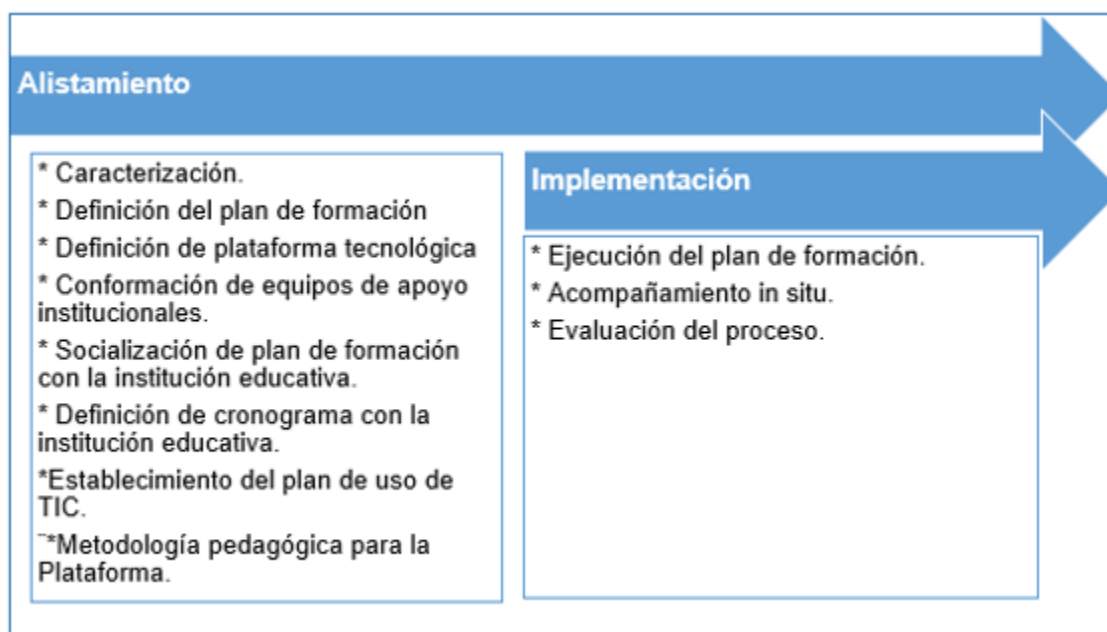 Alistamiento
* Caracterización.
* Definición del plan de formación
* Definición de plataforma tecnológica
* Conformación de equipos de apoyo
institucionales.
* Socialización de plan de formación
con la institución educativa.
* Definición de cronograma con la
institución educativa.
*Establecimiento del plan de uso de
TIC.
¨*Metodología pedagógica para la
Plataforma.
Implementación
* Ejecución del plan de formación.
* Acompañamiento in situ.
* Evaluación del proceso.